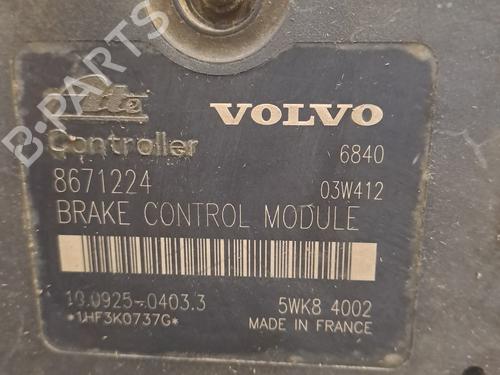 B-PARTS
Ate
VOLVO
Controller
6840
8671224
03W412
BRAKE CONTROL MODULE
10.0925-0403.3
5WK8 4002
*1HF3K0737G*
MADE IN FRANCE